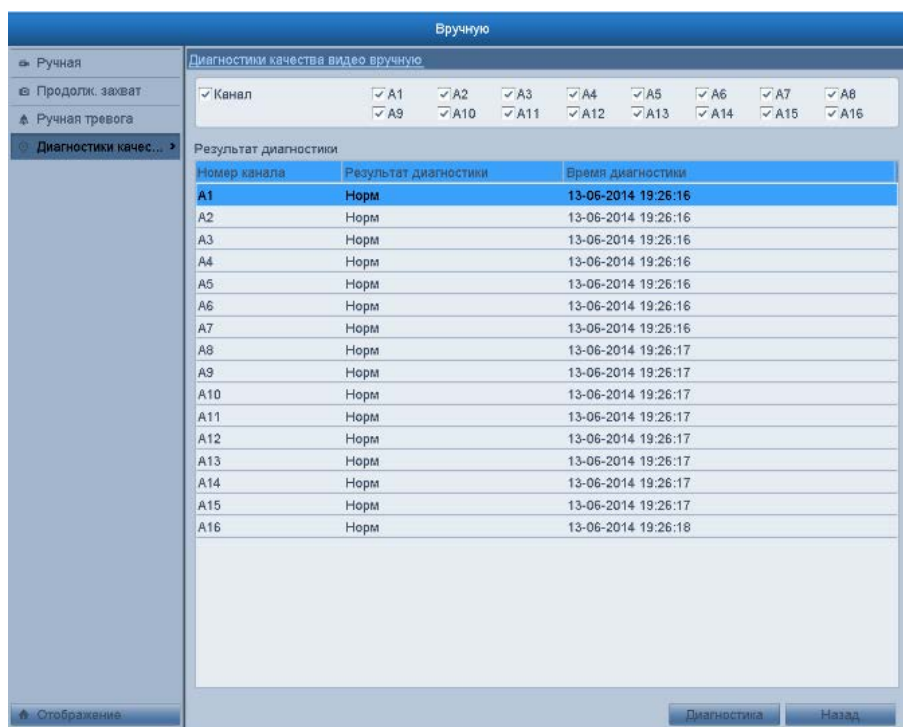 Вручную
Ручная
Продолж. захват
Ручная тревога
Диагностики качес... >
Диагностики качества видео вручную
Канал A1 A2 A3 A4 A5 A6 A7 A8
A9 A10 A11 A12 A13 A14 A15 A16
Результат диагностики
Номер канала Результат диагностики Время диагностики
A1 Норм 13-06-2014 19:26:16
A2 Норм 13-06-2014 19:26:16
A3 Норм 13-06-2014 19:26:16
A4 Норм 13-06-2014 19:26:16
A5 Норм 13-06-2014 19:26:16
A6 Норм 13-06-2014 19:26:16
A7 Норм 13-06-2014 19:26:16
A8 Норм 13-06-2014 19:26:17
A9 Норм 13-06-2014 19:26:17
A10 Норм 13-06-2014 19:26:17
A11 Норм 13-06-2014 19:26:17
A12 Норм 13-06-2014 19:26:17
A13 Норм 13-06-2014 19:26:17
A14 Норм 13-06-2014 19:26:17
A15 Норм 13-06-2014 19:26:17
A16 Норм 13-06-2014 19:26:18
Отображение Диагностика Назад